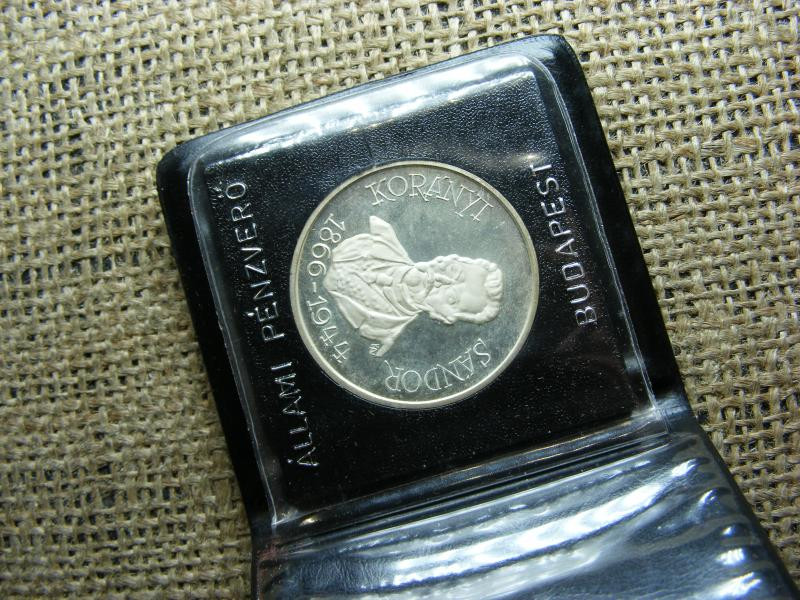 ÁLLAMI PÉNZVERŐ
KORÁNYI
SÁNDOR
1866-1944
BUDAPEST